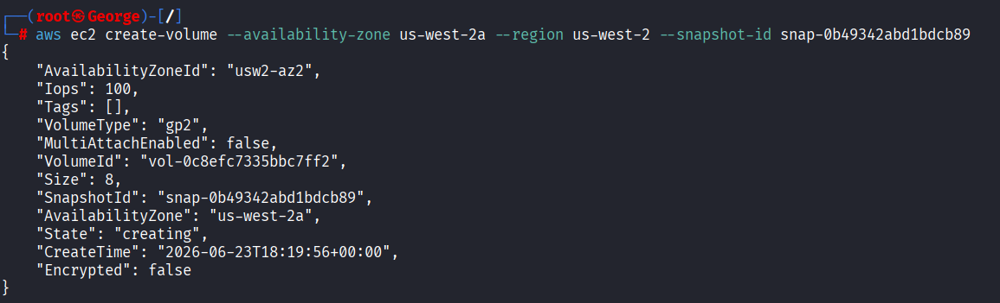 ┌──(root㉿George)-[/]
└─# aws ec2 create-volume --availability-zone us-west-2a --region us-west-2 --snapshot-id snap-0b49342abd1bdcb89
{
    "AvailabilityZoneId": "usw2-az2",
    "Iops": 100,
    "Tags": [],
    "VolumeType": "gp2",
    "MultiAttachEnabled": false,
    "VolumeId": "vol-0c8efc7335bbc7ff2",
    "Size": 8,
    "SnapshotId": "snap-0b49342abd1bdcb89",
    "AvailabilityZone": "us-west-2a",
    "State": "creating",
    "CreateTime": "2026-06-23T18:19:56+00:00",
    "Encrypted": false
}